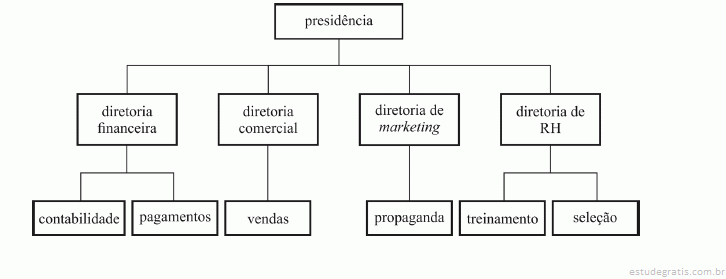 presidência
diretoria
financeira
diretoria
comercial
diretoria de
marketing
diretoria de
RH
contabilidade
pagamentos
vendas
propaganda
treinamento
seleção
estudegratis.com.br